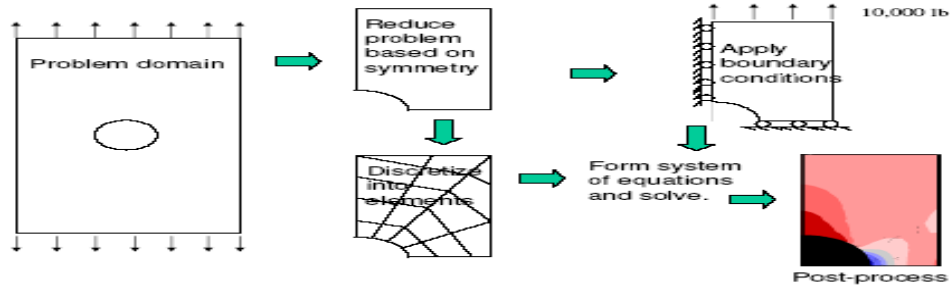 Problem domain
Reduce
problem
based on
symmetry
10,000 lb
Apply
boundary
conditions
Discretize
into
elements
Form system
of equations
and solve.
Post-process